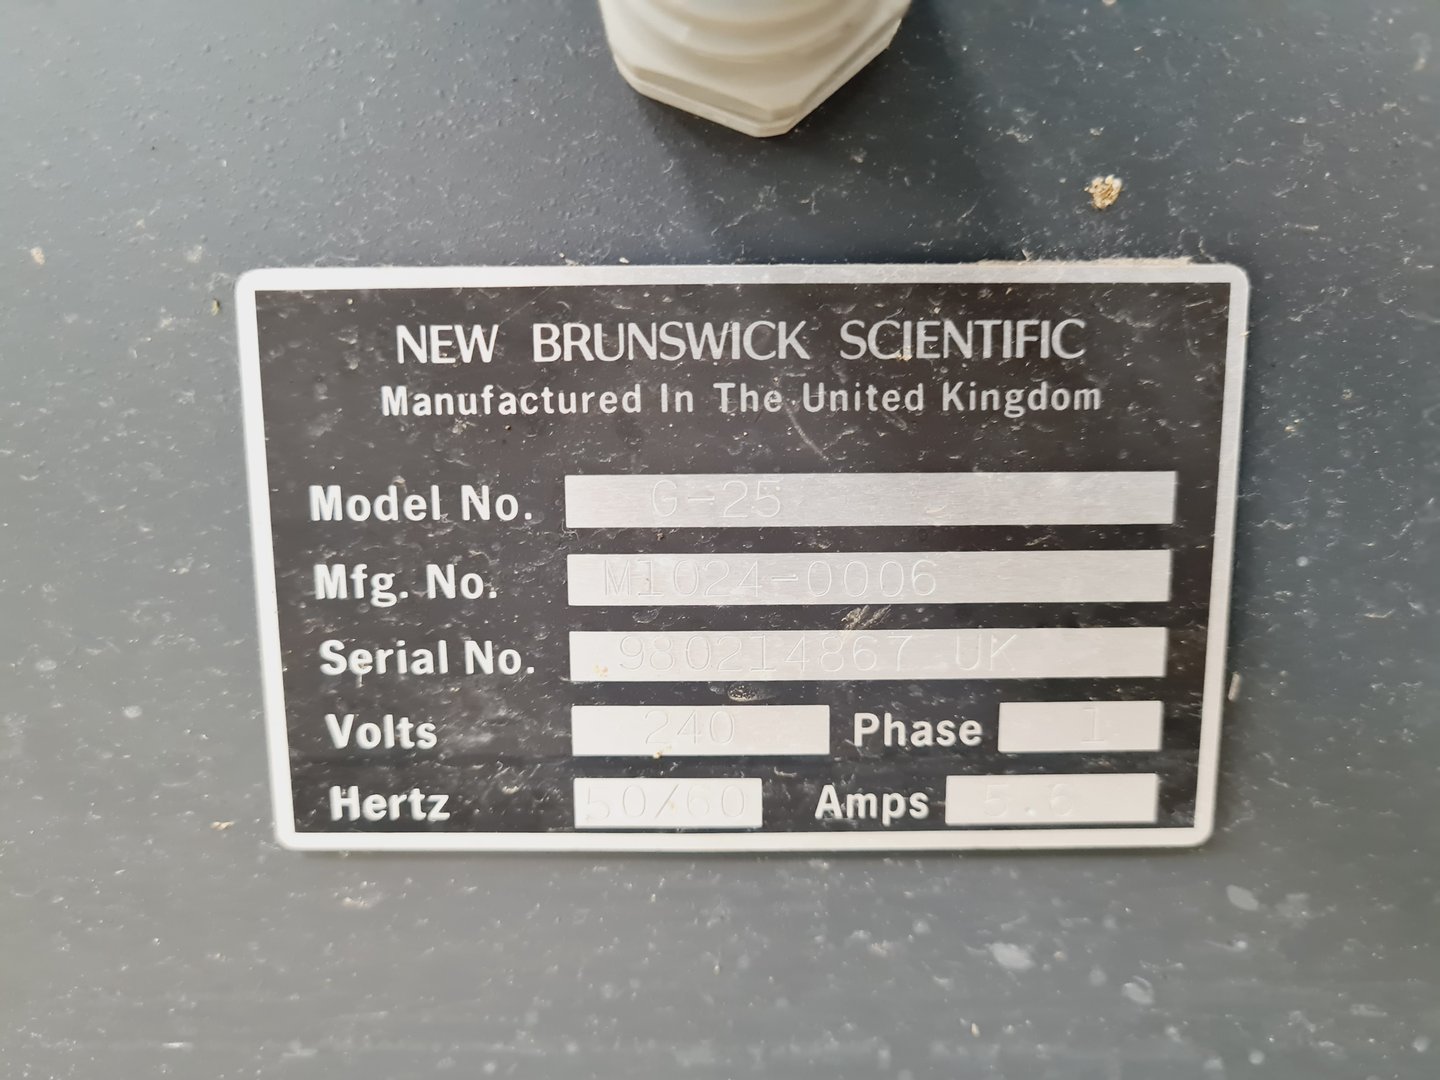 NEW BRUNSWICK SCIENTIFIC
Manufactured In The United Kingdom
Model No. G-25
Mfg. No. M1024-0006
Serial No. 980214867 UK
Volts 240 Phase 1
Hertz 50/60 Amps 5.6